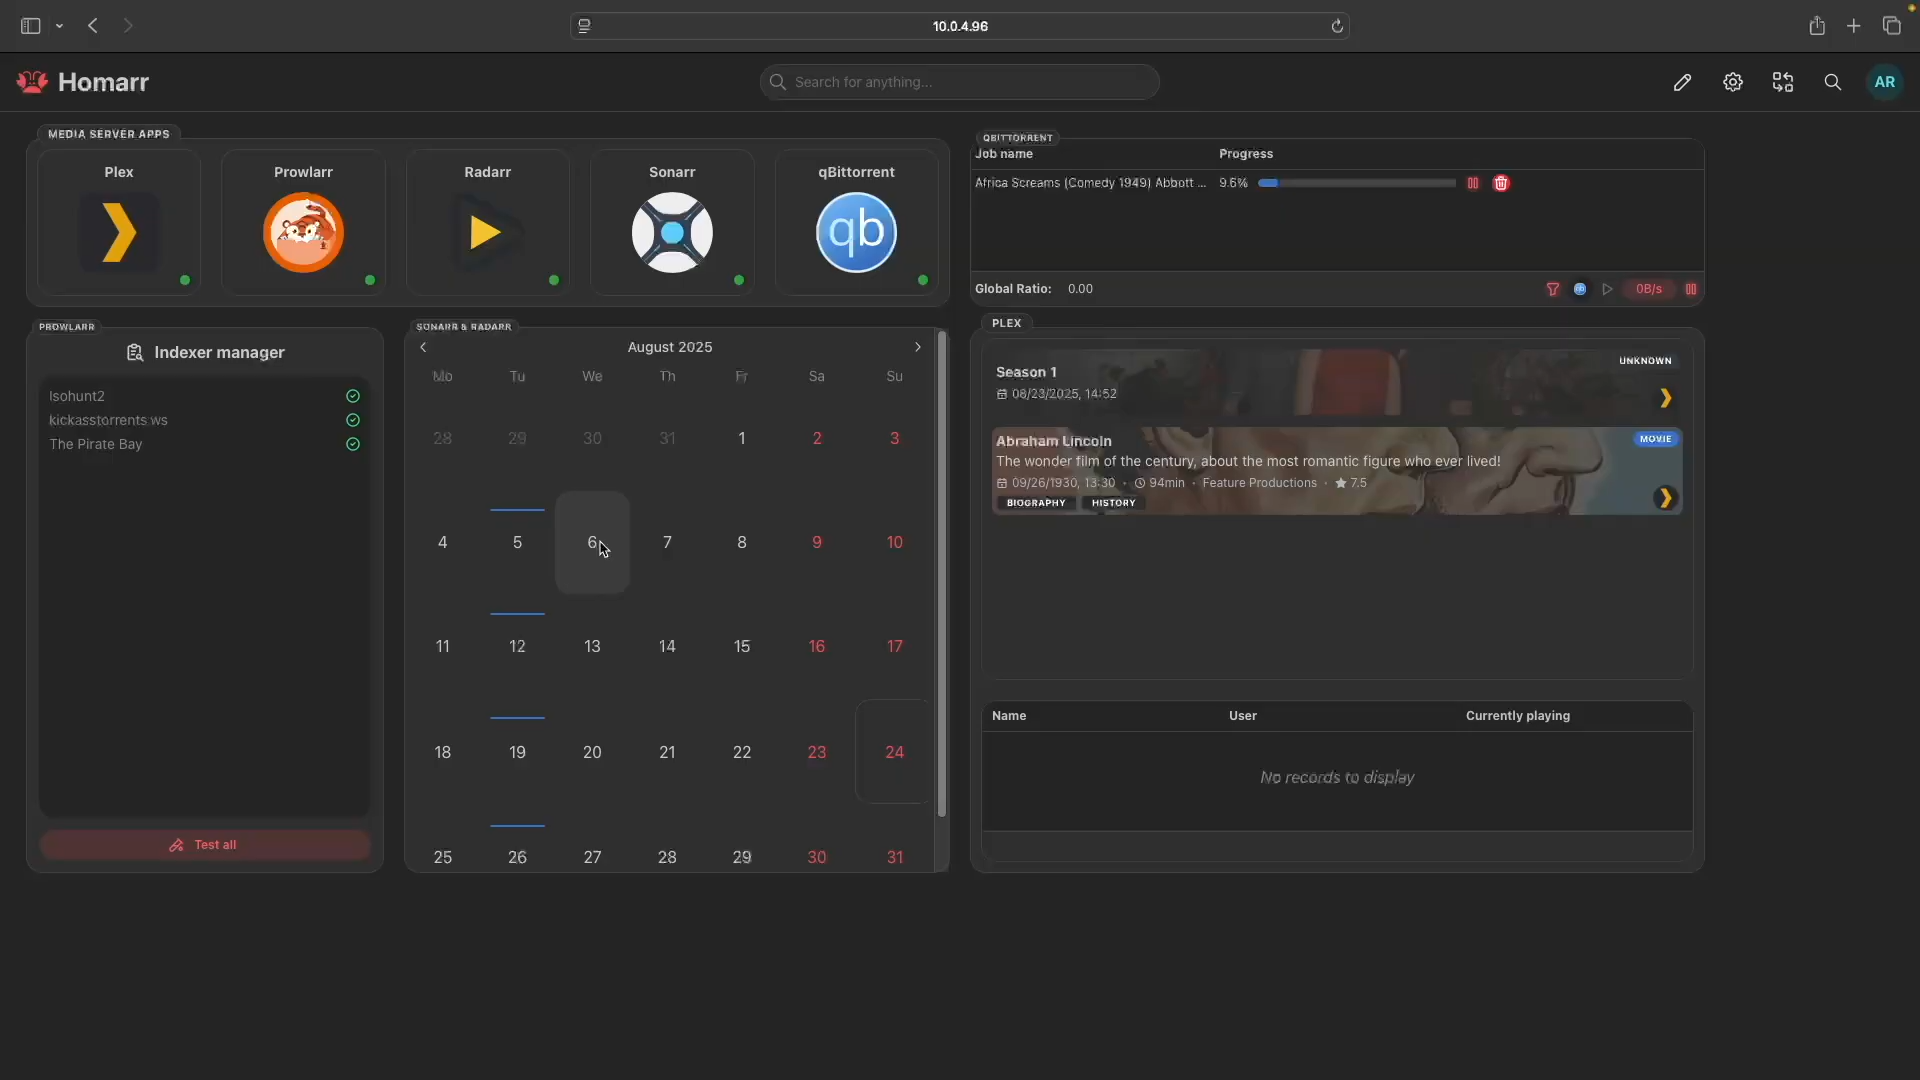 10.0.4.96
Homarr
Search for anything...
AR
MEDIA SERVER APPS
Plex
Prowlarr
Radarr
Sonarr
qBittorrent
qb
QBITTORRENT
Job name Progress
Africa Screams (Comedy 1949) Abbott ... 9.6%
Global Ratio: 0.00
0B/s
PROWLARR
Indexer manager
Isohunt2
kickasstorrents.ws
The Pirate Bay
Test all
SONARR & RADARR
August 2025
Mo Tu We Th Fr Sa Su
28 29 30 31 1 2 3
4 5 6 7 8 9 10
11 12 13 14 15 16 17
18 19 20 21 22 23 24
25 26 27 28 29 30 31
PLEX
UNKNOWN
Season 1
08/23/2025, 14:52
MOVIE
Abraham Lincoln
The wonder film of the century, about the most romantic figure who ever lived!
09/26/1930, 13:30 · 94min · Feature Productions · 7.5
BIOGRAPHY HISTORY
Name User Currently playing
No records to display